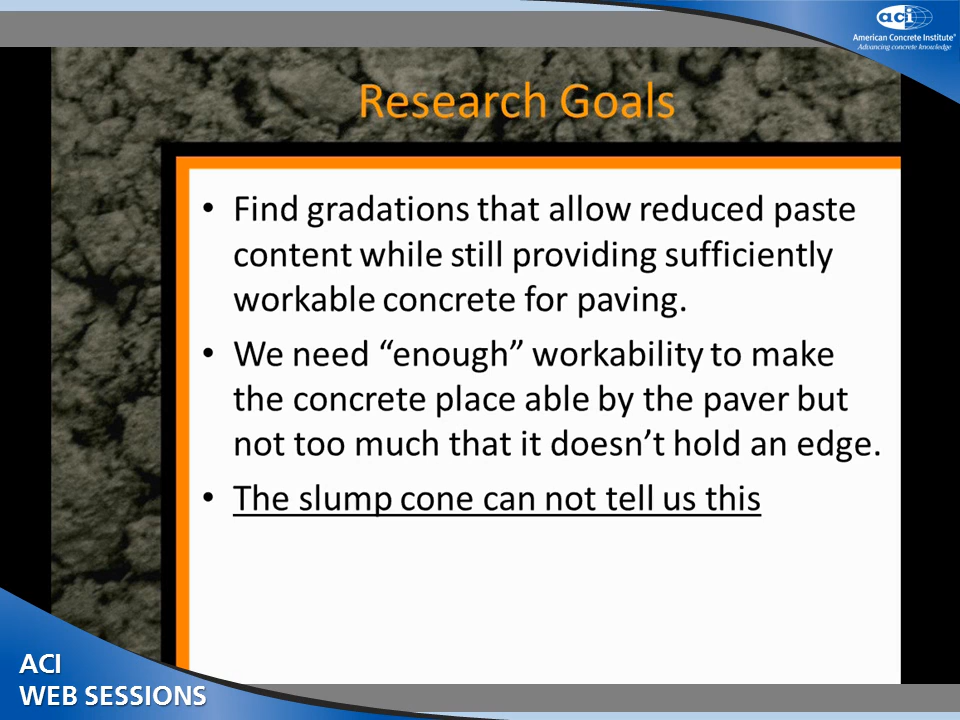 aci
American Concrete Institute®
Advancing concrete knowledge
Research Goals
• Find gradations that allow reduced paste
content while still providing sufficiently
workable concrete for paving.
• We need “enough” workability to make
the concrete place able by the paver but
not too much that it doesn’t hold an edge.
• The slump cone can not tell us this
ACI
WEB SESSIONS